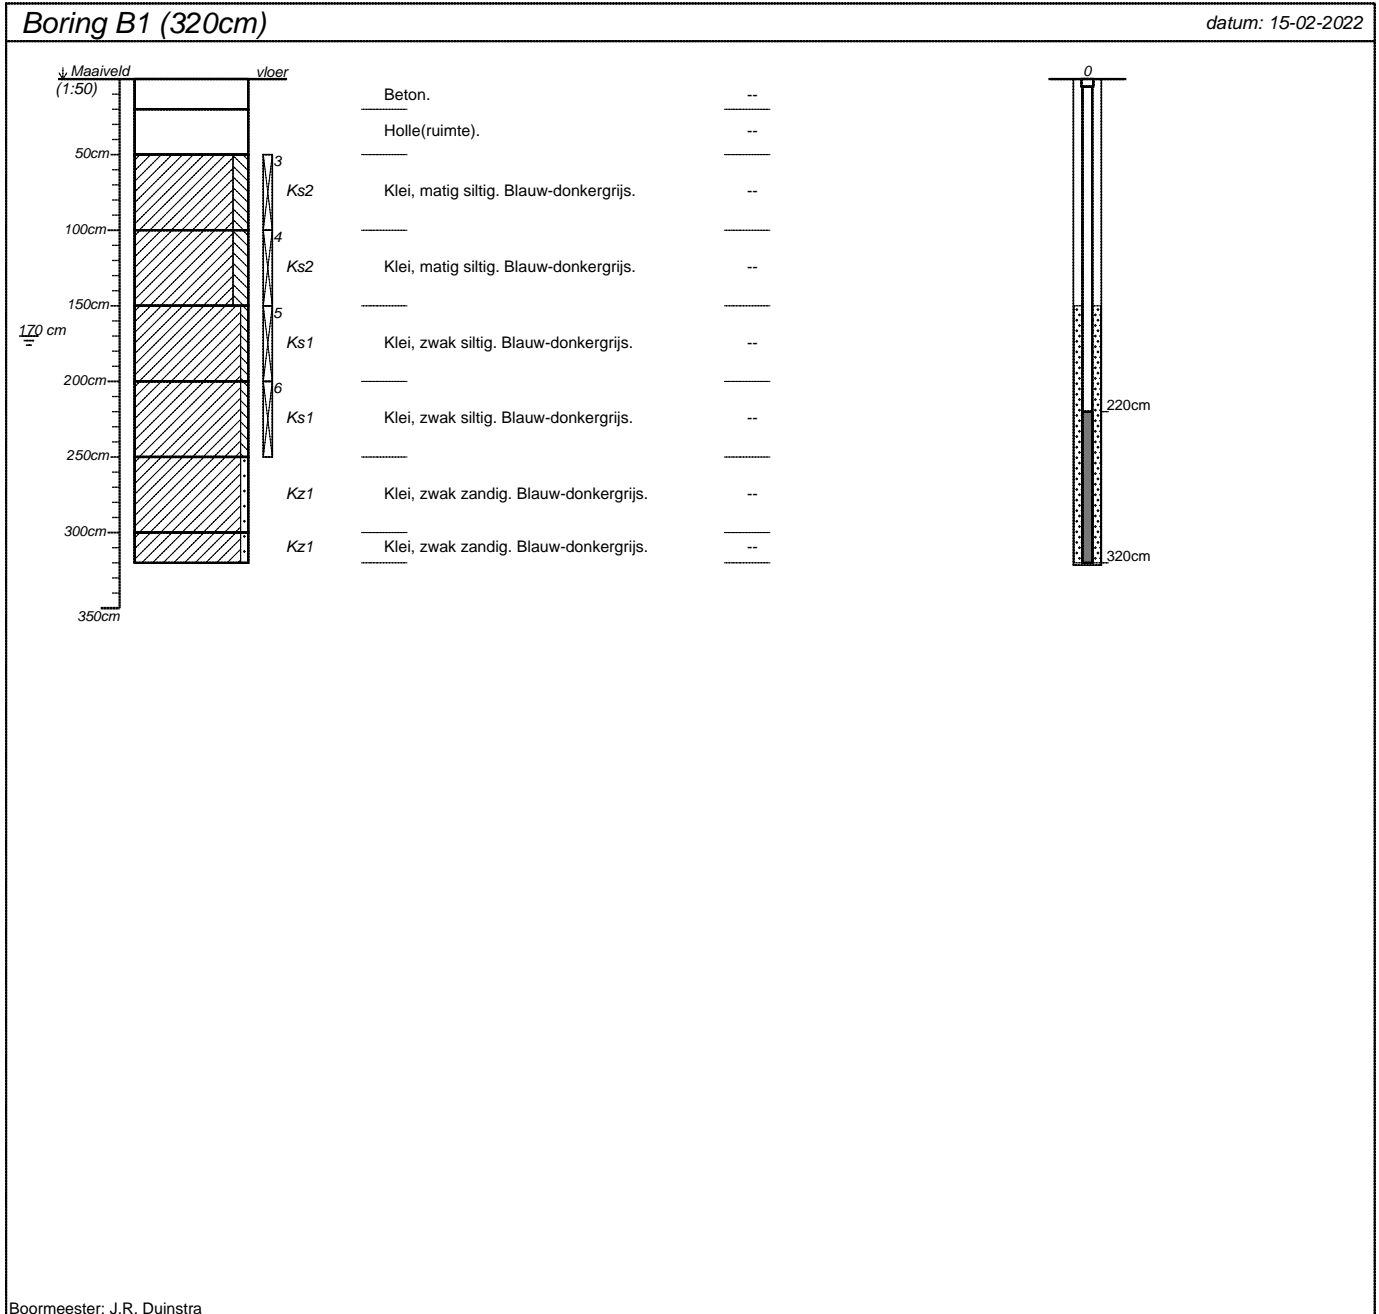 Boring B1 (320cm) datum: 15-02-2022
Maaiveld vloer 0
(1:50)
Beton. --
Holle(ruimte). --
50cm
3
Ks2 Klei, matig siltig. Blauw-donkergrijs. --
100cm
4
Ks2 Klei, matig siltig. Blauw-donkergrijs. --
150cm
5
170 cm
Ks1 Klei, zwak siltig. Blauw-donkergrijs. --
200cm
6
220cm
Ks1 Klei, zwak siltig. Blauw-donkergrijs. --
250cm
Kz1 Klei, zwak zandig. Blauw-donkergrijs. --
300cm
Kz1 Klei, zwak zandig. Blauw-donkergrijs. --
320cm
350cm
Boormeester: J.R. Duinstra